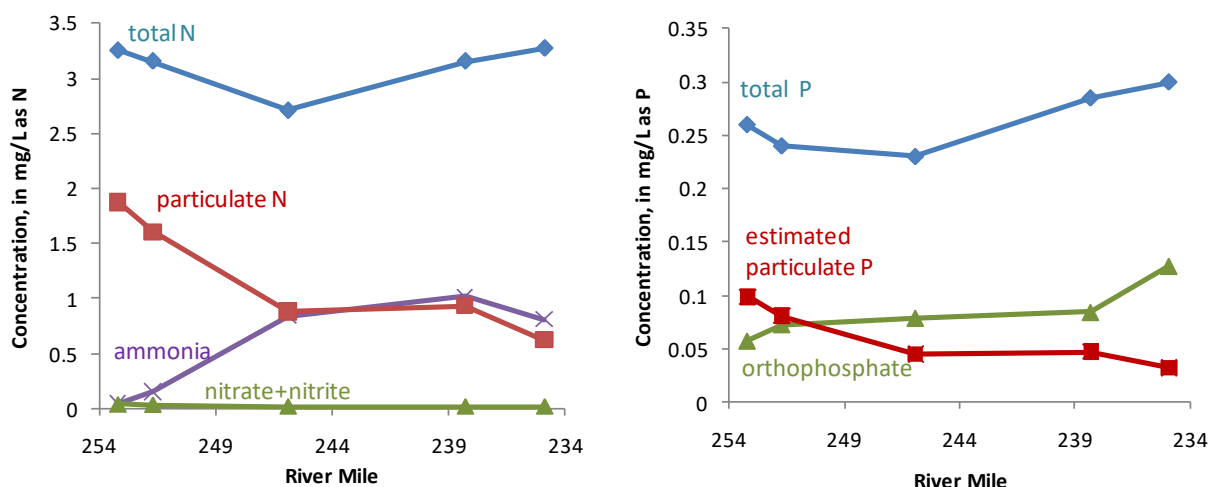 Concentration, in mg/L as N
3.5
3
2.5
2
1.5
1
0.5
0
total N
particulate N
ammonia
nitrate+nitrite
254 249 244 239 234
River Mile
Concentration, in mg/L as P
0.35
0.3
0.25
0.2
0.15
0.1
0.05
0
total P
estimated
particulate P
orthophosphate
254 249 244 239 234
River Mile